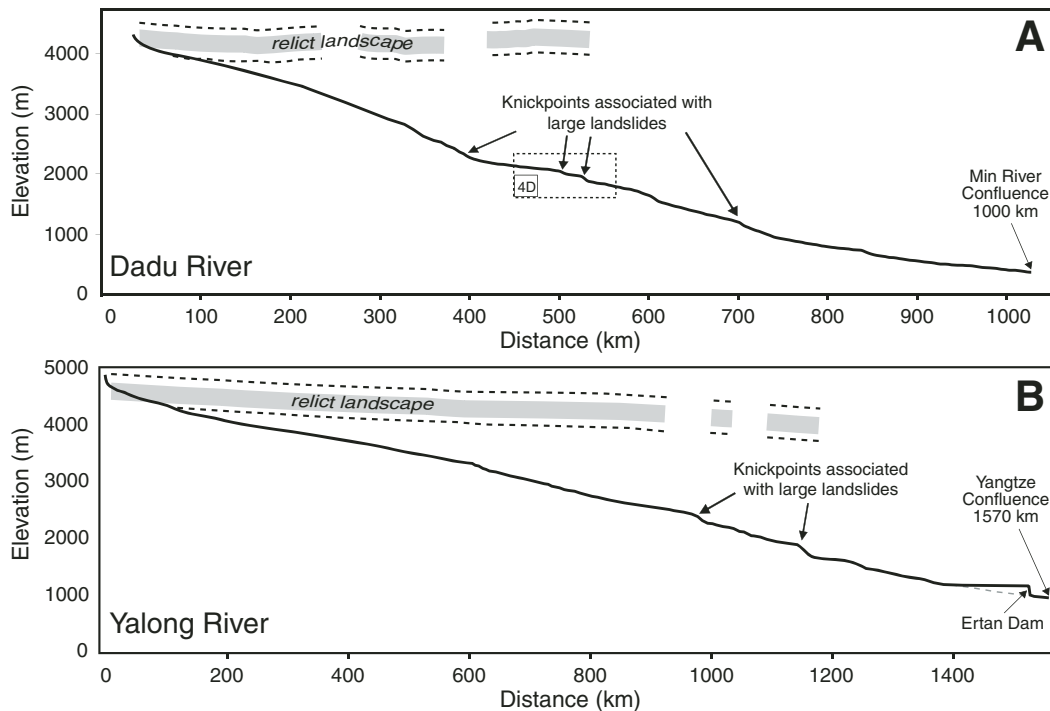 A
relict landscape
4000
3000
2000
1000
0
Elevation (m)
Knickpoints associated with
large landslides
4D
Min River
Confluence
1000 km
Dadu River
0 100 200 300 400 500 600 700 800 900 1000
Distance (km)
B
5000
4000
3000
2000
1000
0
Elevation (m)
relict landscape
Knickpoints associated
with large landslides
Yangtze
Confluence
1570 km
Ertan Dam
Yalong River
0 200 400 600 800 1000 1200 1400
Distance (km)